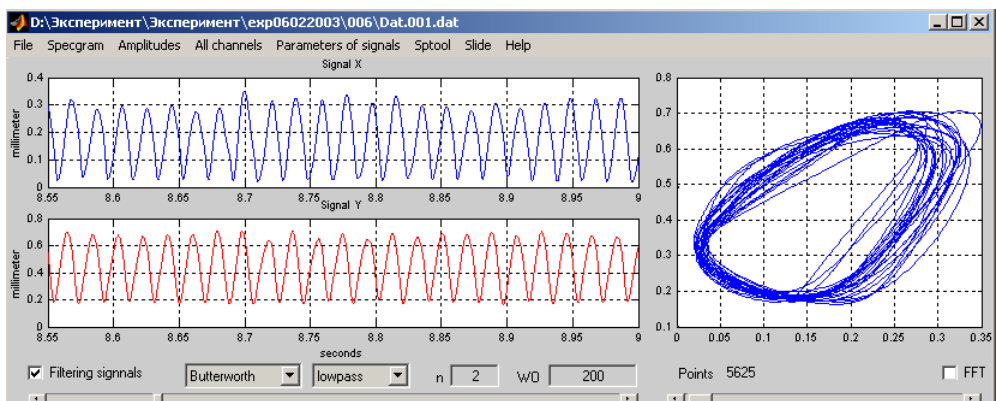 D:\Эксперимент\Эксперимент\exp06022003\006\Dat.001.dat
File Specgram Amplitudes All channels Parameters of signals Sptool Slide Help
Signal X
millimeter
0.4
0.3
0.2
0.1
0
8.55 8.6 8.65 8.7 8.75 8.8 8.85 8.9 8.95 9
Signal Y
millimeter
0.8
0.6
0.4
0.2
0
8.55 8.6 8.65 8.7 8.75 8.8 8.85 8.9 8.95 9
seconds
0.8
0.7
0.6
0.5
0.4
0.3
0.2
0.1
0 0.05 0.1 0.15 0.2 0.25 0.3 0.35
Filtering signnals Butterworth lowpass n 2 W0 200 Points 5625 FFT